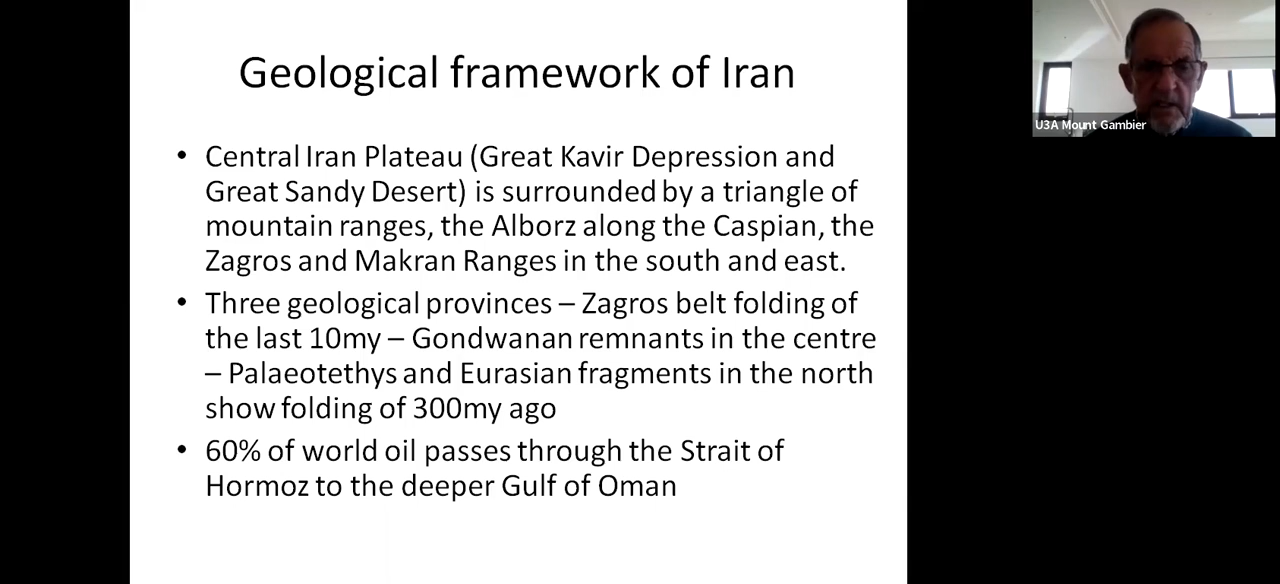 Geological framework of Iran
• Central Iran Plateau (Great Kavir Depression and
Great Sandy Desert) is surrounded by a triangle of
mountain ranges, the Alborz along the Caspian, the
Zagros and Makran Ranges in the south and east.
• Three geological provinces – Zagros belt folding of
the last 10my – Gondwanan remnants in the centre
– Palaeotethys and Eurasian fragments in the north
show folding of 300my ago
• 60% of world oil passes through the Strait of
Hormoz to the deeper Gulf of Oman
U3A Mount Gambier